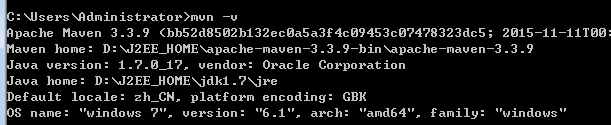 C:\Users\Administrator>mvn -v
Apache Maven 3.3.9 (bb52d8502b132ec0a5a3f4c09453c07478323dc5; 2015-11-11T00:
Maven home: D:\J2EE_HOME\apache-maven-3.3.9-bin\apache-maven-3.3.9
Java version: 1.7.0_17, vendor: Oracle Corporation
Java home: D:\J2EE_HOME\jdk1.7\jre
Default locale: zh_CN, platform encoding: GBK
OS name: "windows 7", version: "6.1", arch: "amd64", family: "windows"